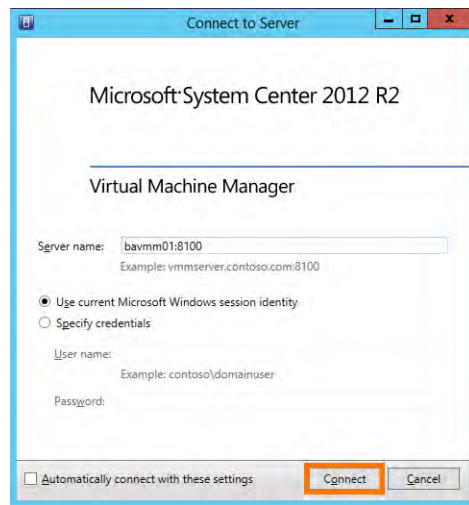 Connect to Server
Microsoft System Center 2012 R2
Virtual Machine Manager
Server name: bavmm01:8100
Example: vmmserver.contoso.com:8100
Use current Microsoft Windows session identity
Specify credentials
User name:
Example: contoso\domainuser
Password:
Automatically connect with these settings Connect Cancel